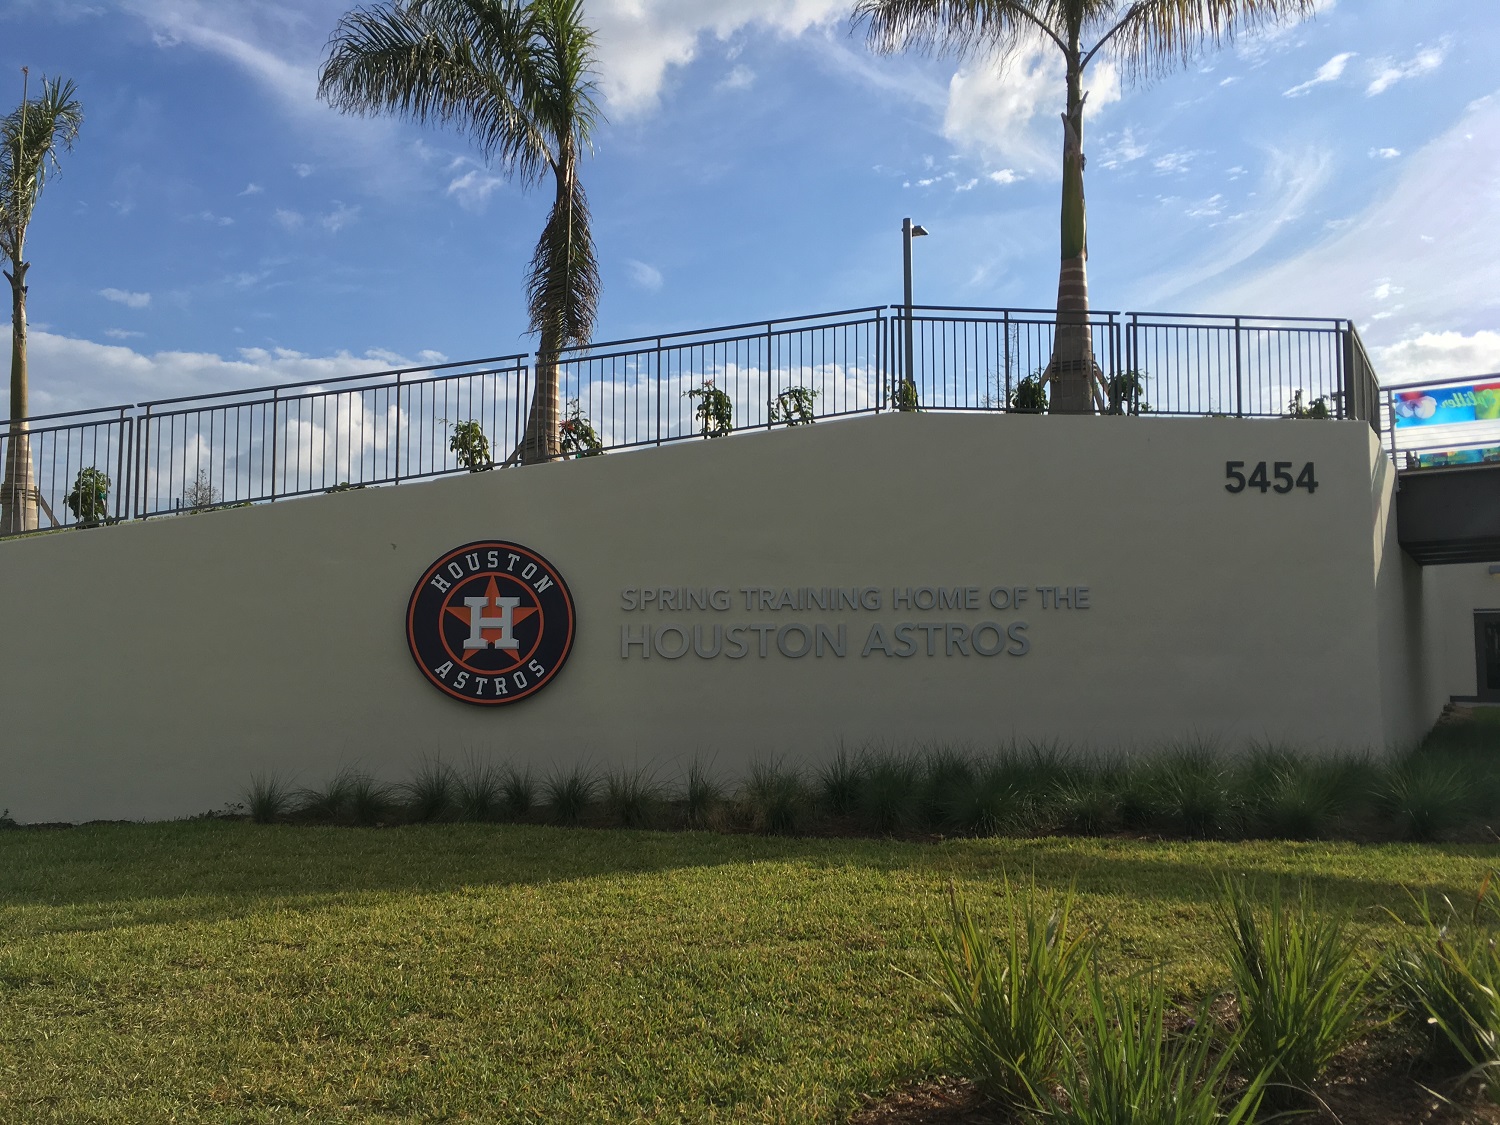 5454
HOUSTON
H
ASTROS
SPRING TRAINING HOME OF THE
HOUSTON ASTROS